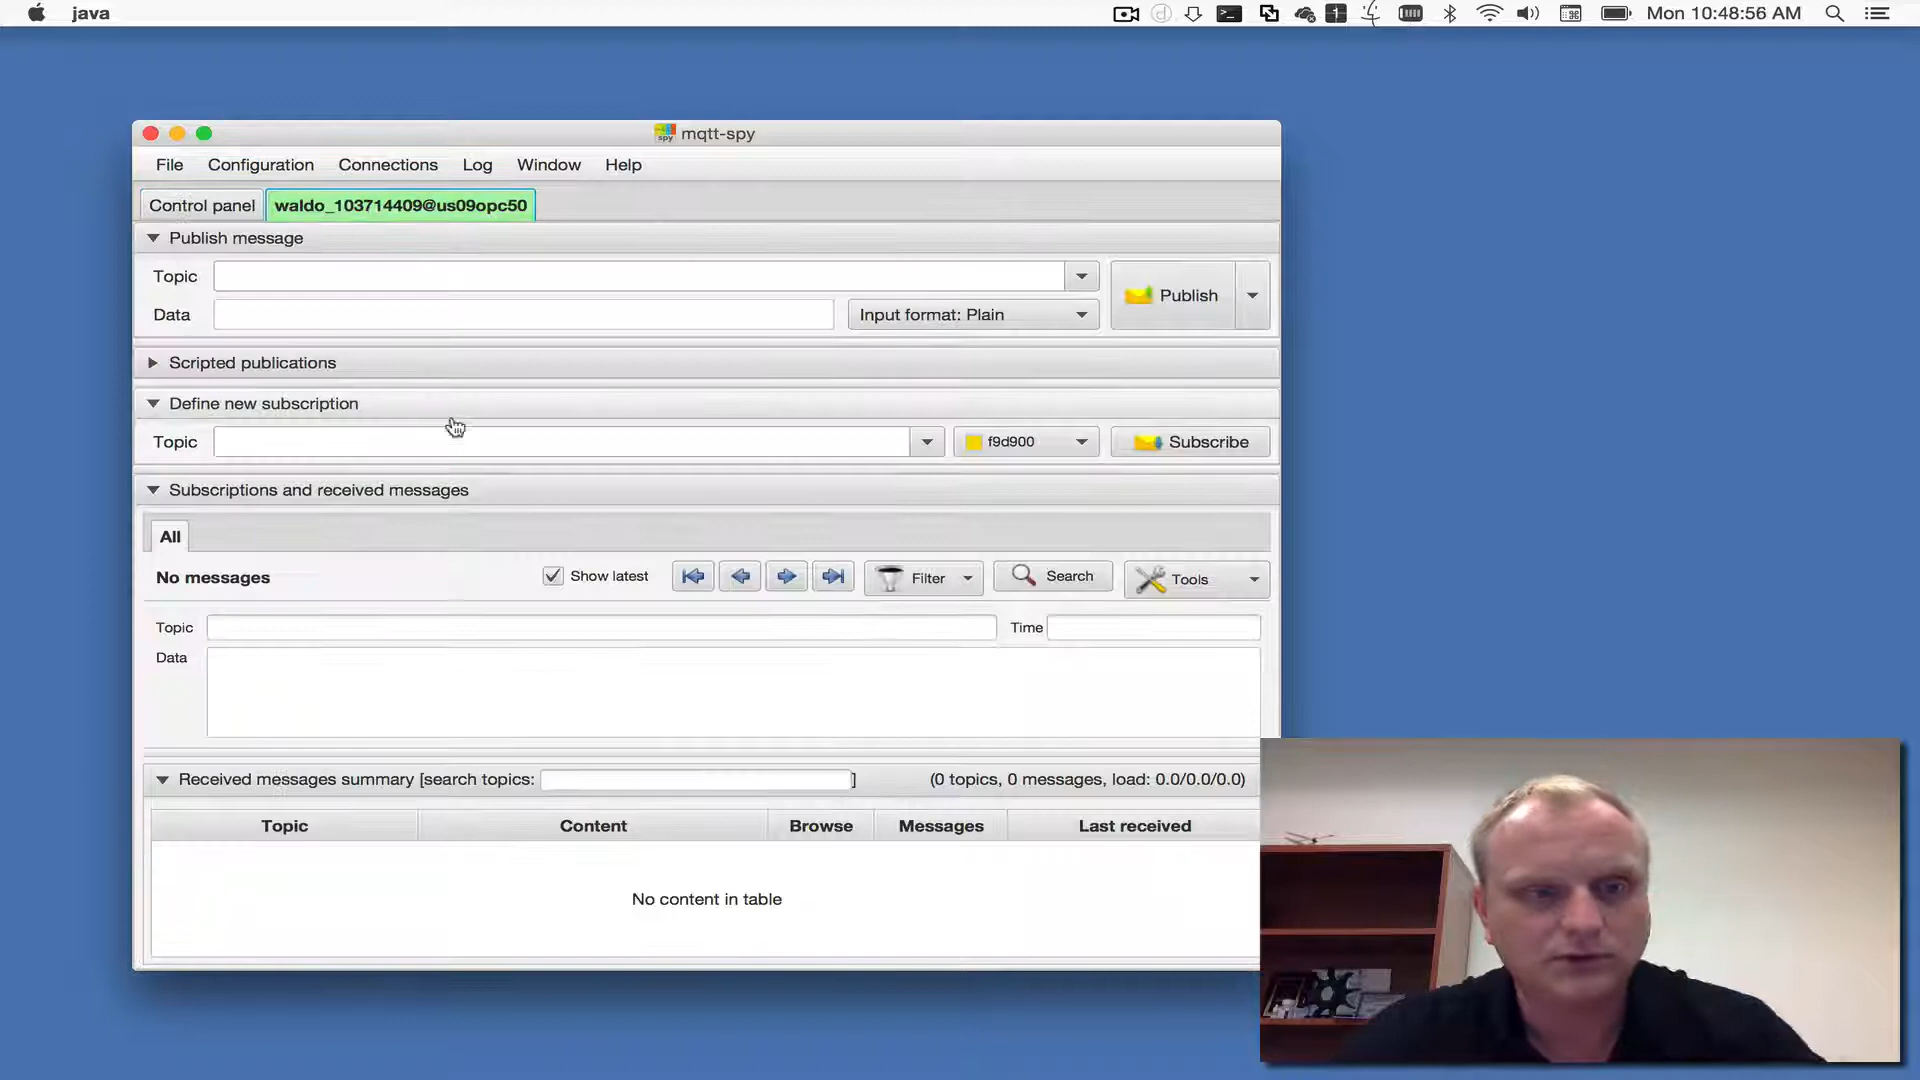 java
Mon 10:48:56 AM
mqtt-spy
File Configuration Connections Log Window Help
Control panel waldo_103714409@us09opc50
Publish message
Topic
Publish
Data Input format: Plain
Scripted publications
Define new subscription
Topic f9d900 Subscribe
Subscriptions and received messages
All
No messages Show latest Filter Search Tools
Topic Time
Data
Received messages summary [search topics: ] (0 topics, 0 messages, load: 0.0/0.0/0.0)
Topic Content Browse Messages Last received
No content in table